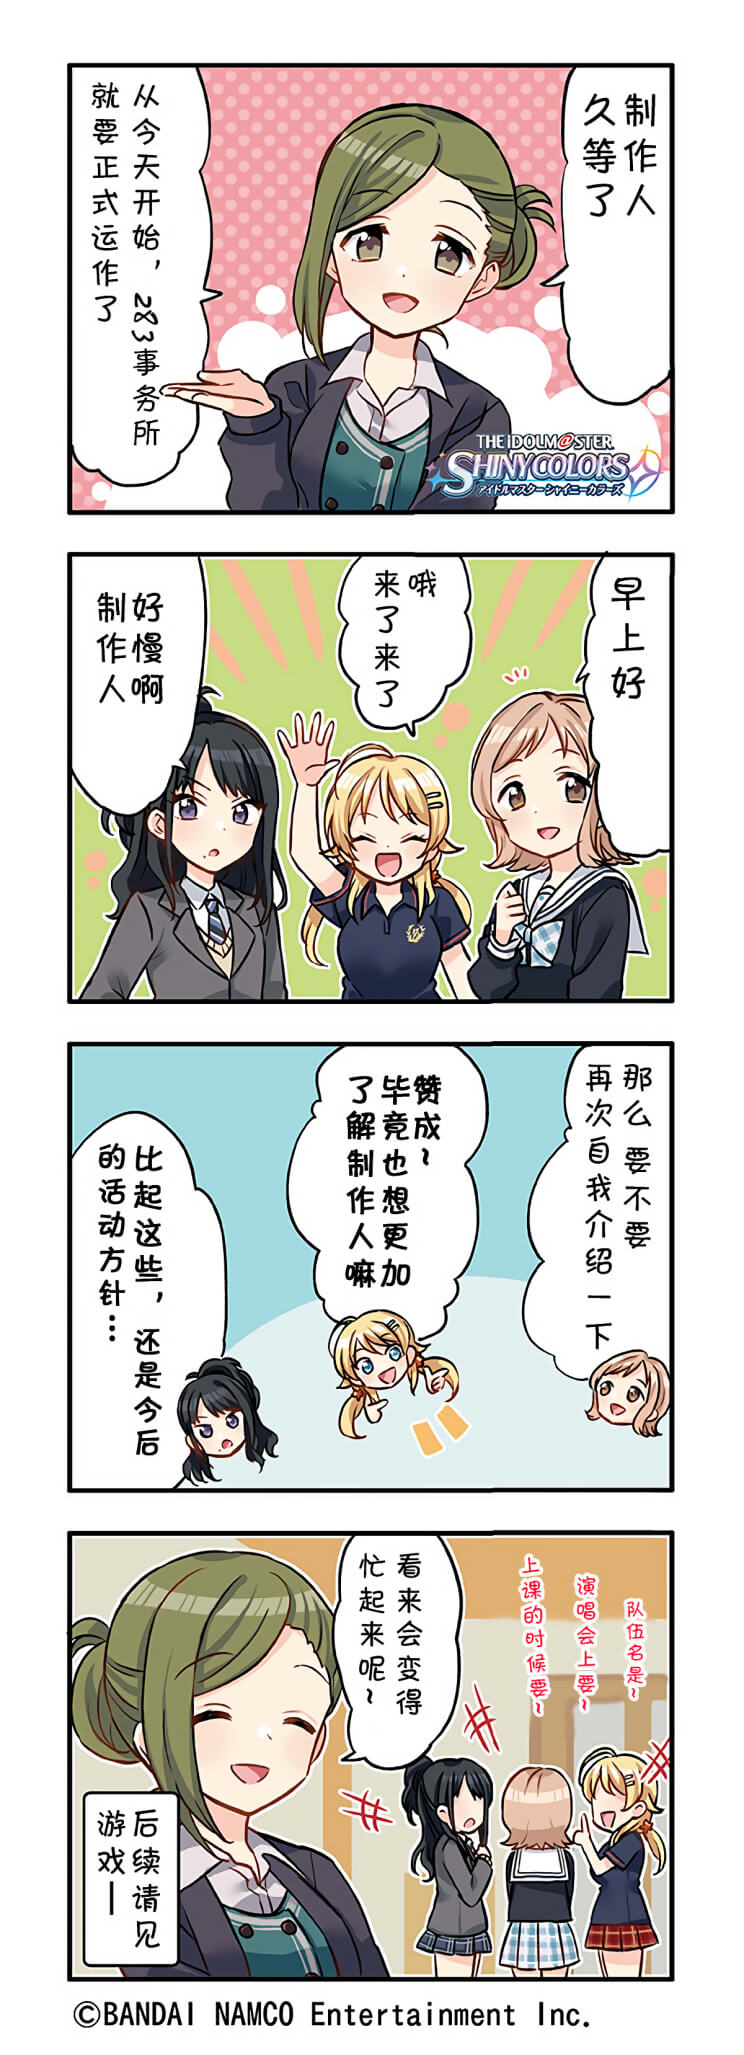 制作人
久等了
从今天开始，283事务所
就要正式运作了
THE IDOLM@STER
SHINYCOLORS
アイドルマスターシャイニーカラーズ
早上好
哦
来了来了
好慢啊
制作人
那么 要不要
再次自我介绍一下
赞成~
毕竟也想更加
了解制作人嘛
比起这些，还是今后
的活动方针…
队伍名是~
演唱会上要~
上课的时候要~
看来会变得
忙起来呢~
后续请见
游戏—
©BANDAI NAMCO Entertainment Inc.